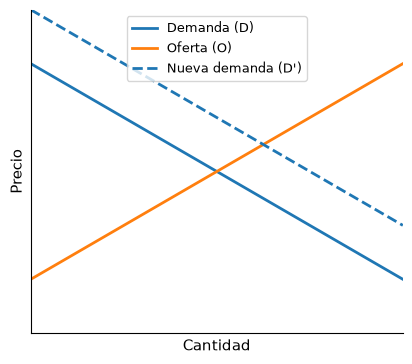 Demanda (D)
Oferta (O)
Nueva demanda (D')
Precio
Cantidad